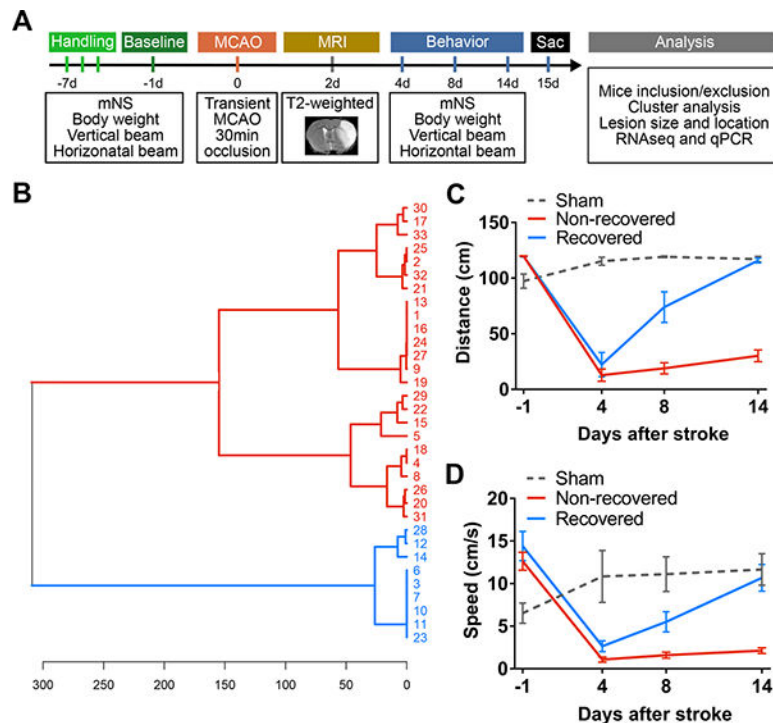 A
Handling Baseline MCAO MRI Behavior Sac Analysis
-7d -1d 0 2d 4d 8d 14d 15d
mNS
Body weight
Vertical beam
Horizonatal beam
Transient
MCAO
30min
occlusion
T2-weighted
mNS
Body weight
Vertical beam
Horizontal beam
Mice inclusion/exclusion
Cluster analysis
Lesion size and location
RNAseq and qPCR
B
30
17
33
25
2
32
21
13
1
16
24
27
9
19
29
22
15
5
18
4
8
26
20
31
28
12
14
6
3
7
10
11
23
300 250 200 150 100 50 0
C
Sham
Non-recovered
Recovered
Distance (cm)
150
100
50
0
-1 4 8 14
Days after stroke
D
Sham
Non-recovered
Recovered
Speed (cm/s)
20
15
10
5
0
-1 4 8 14
Days after stroke